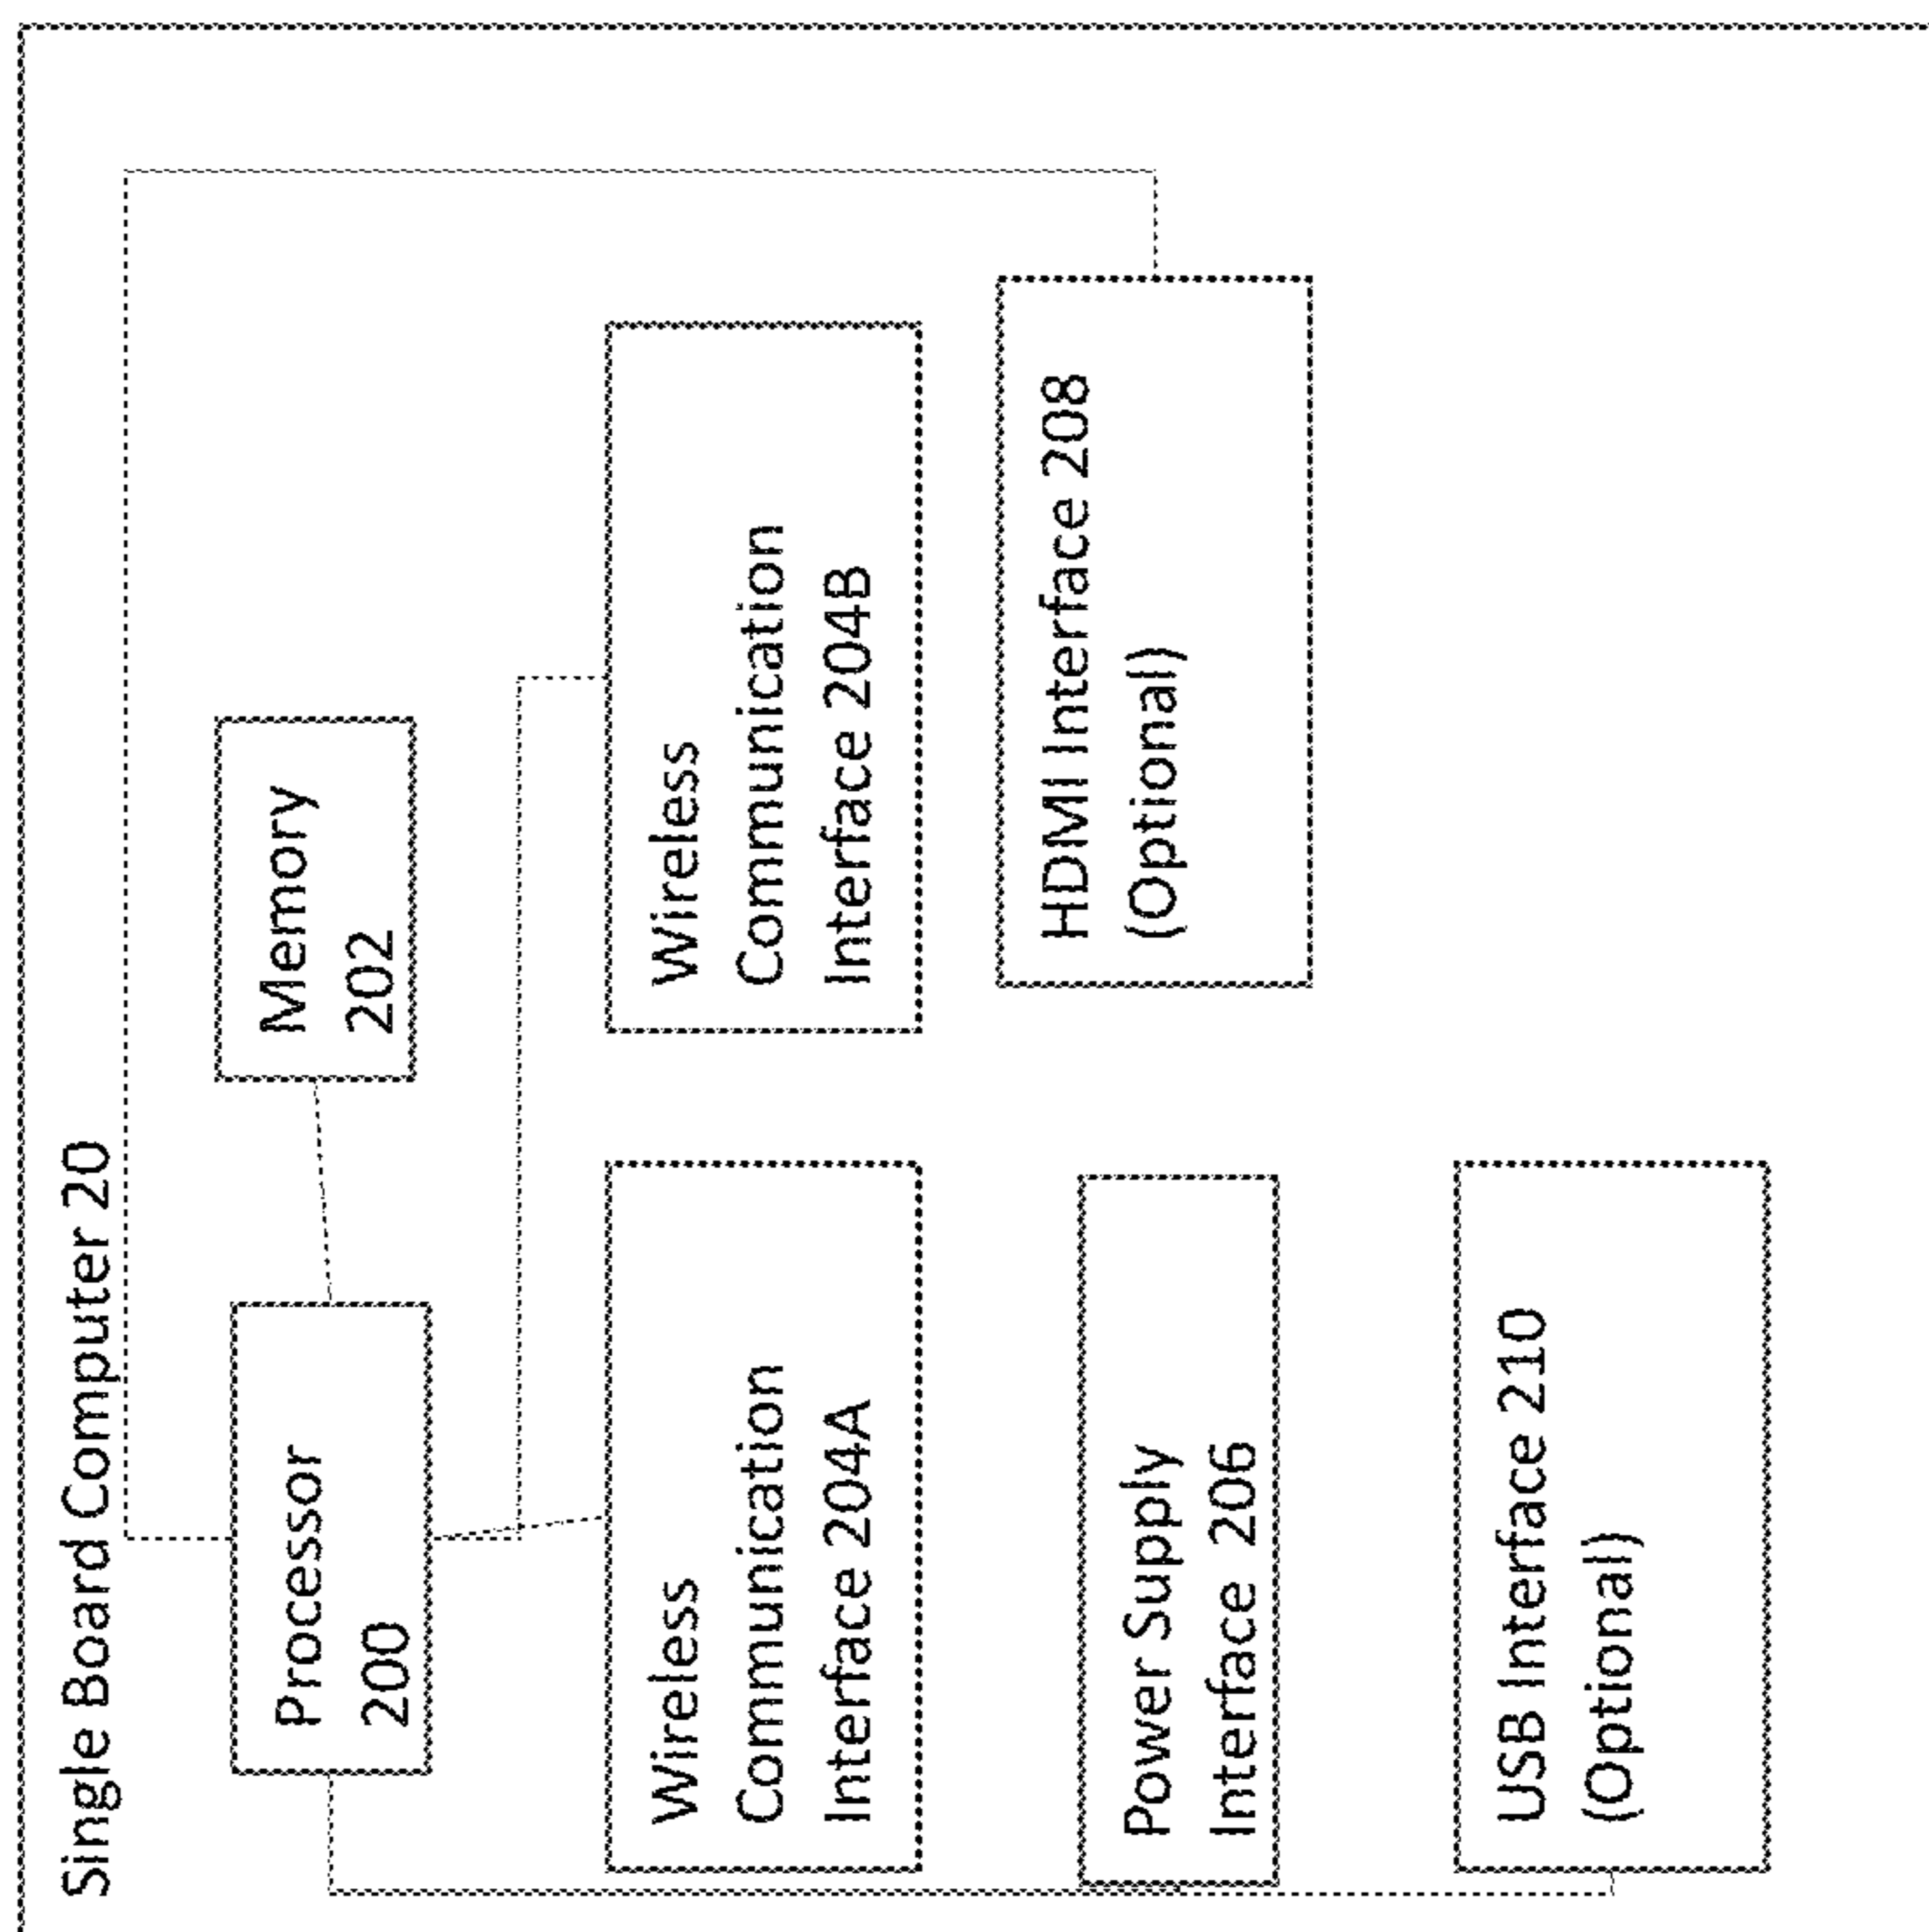 Single Board Computer 20
Processor
200
Memory
202
Wireless
Communication
Interface 204A
Wireless
Communication
Interface 204B
Power Supply
Interface 206
HDMI Interface 208
(Optional)
USB Interface 210
(Optional)